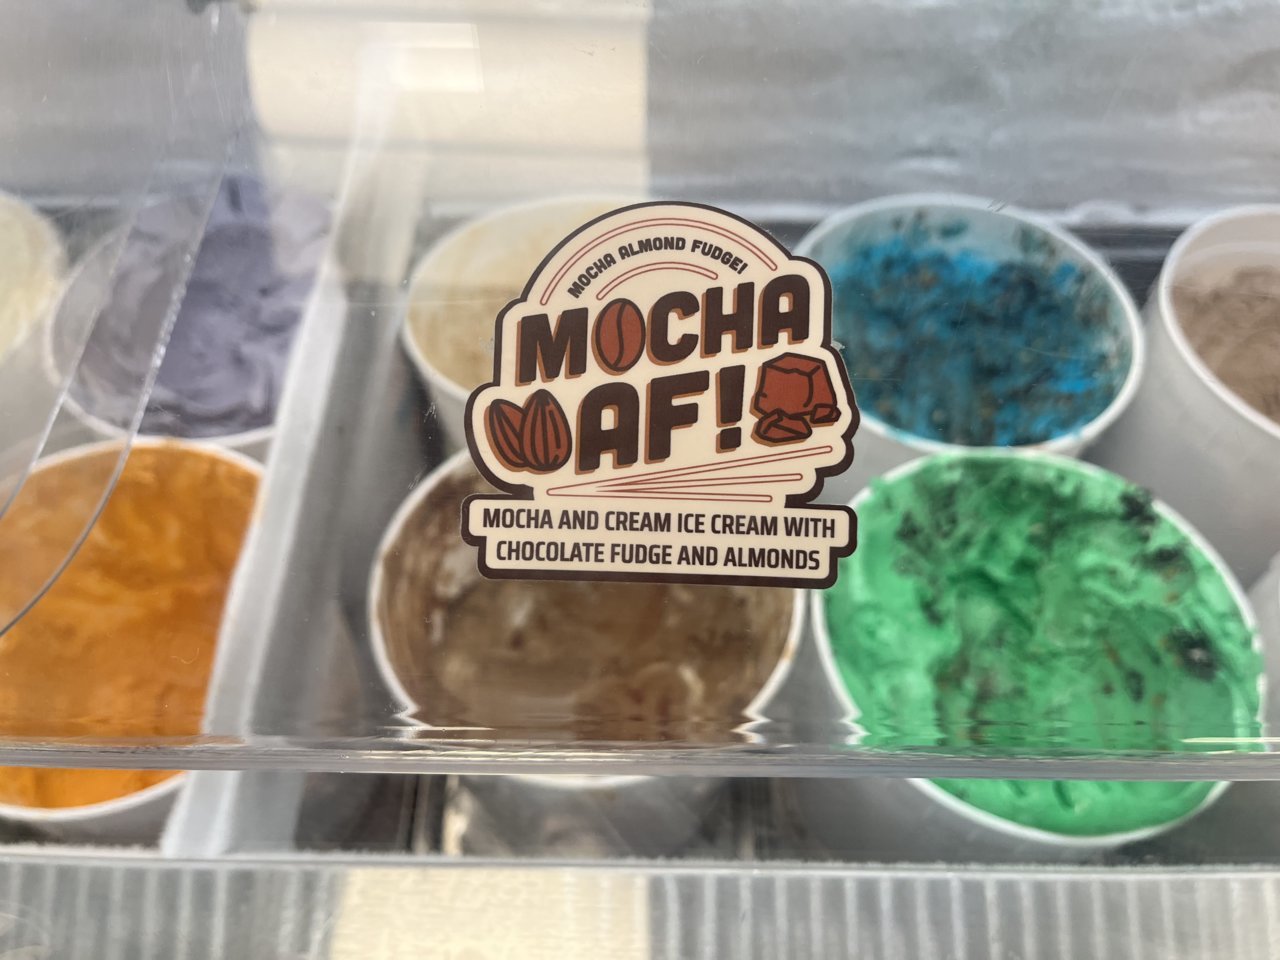 MOCHA ALMOND FUDGE!
MOCHA
AF!
MOCHA AND CREAM ICE CREAM WITH
CHOCOLATE FUDGE AND ALMONDS